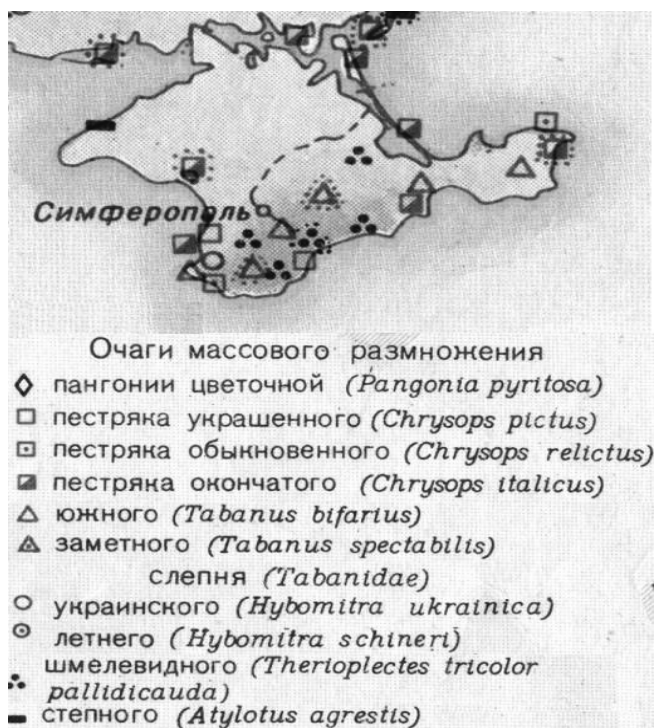 Симферополь
Очаги массового размножения
пангонии цветочной (Pangonia pyritosa)
пестряка украшенного (Chrysops pictus)
пестряка обыкновенного (Chrysops relictus)
пестряка окончатого (Chrysops italicus)
южного (Tabanus bifarius)
заметного (Tabanus spectabilis)
слепня (Tabanidae)
украинского (Hybomitra ukrainica)
летнего (Hybomitra schineri)
шмелевидного (Therioplectes tricolor
pallidicauda)
степного (Atylotus agrestis)